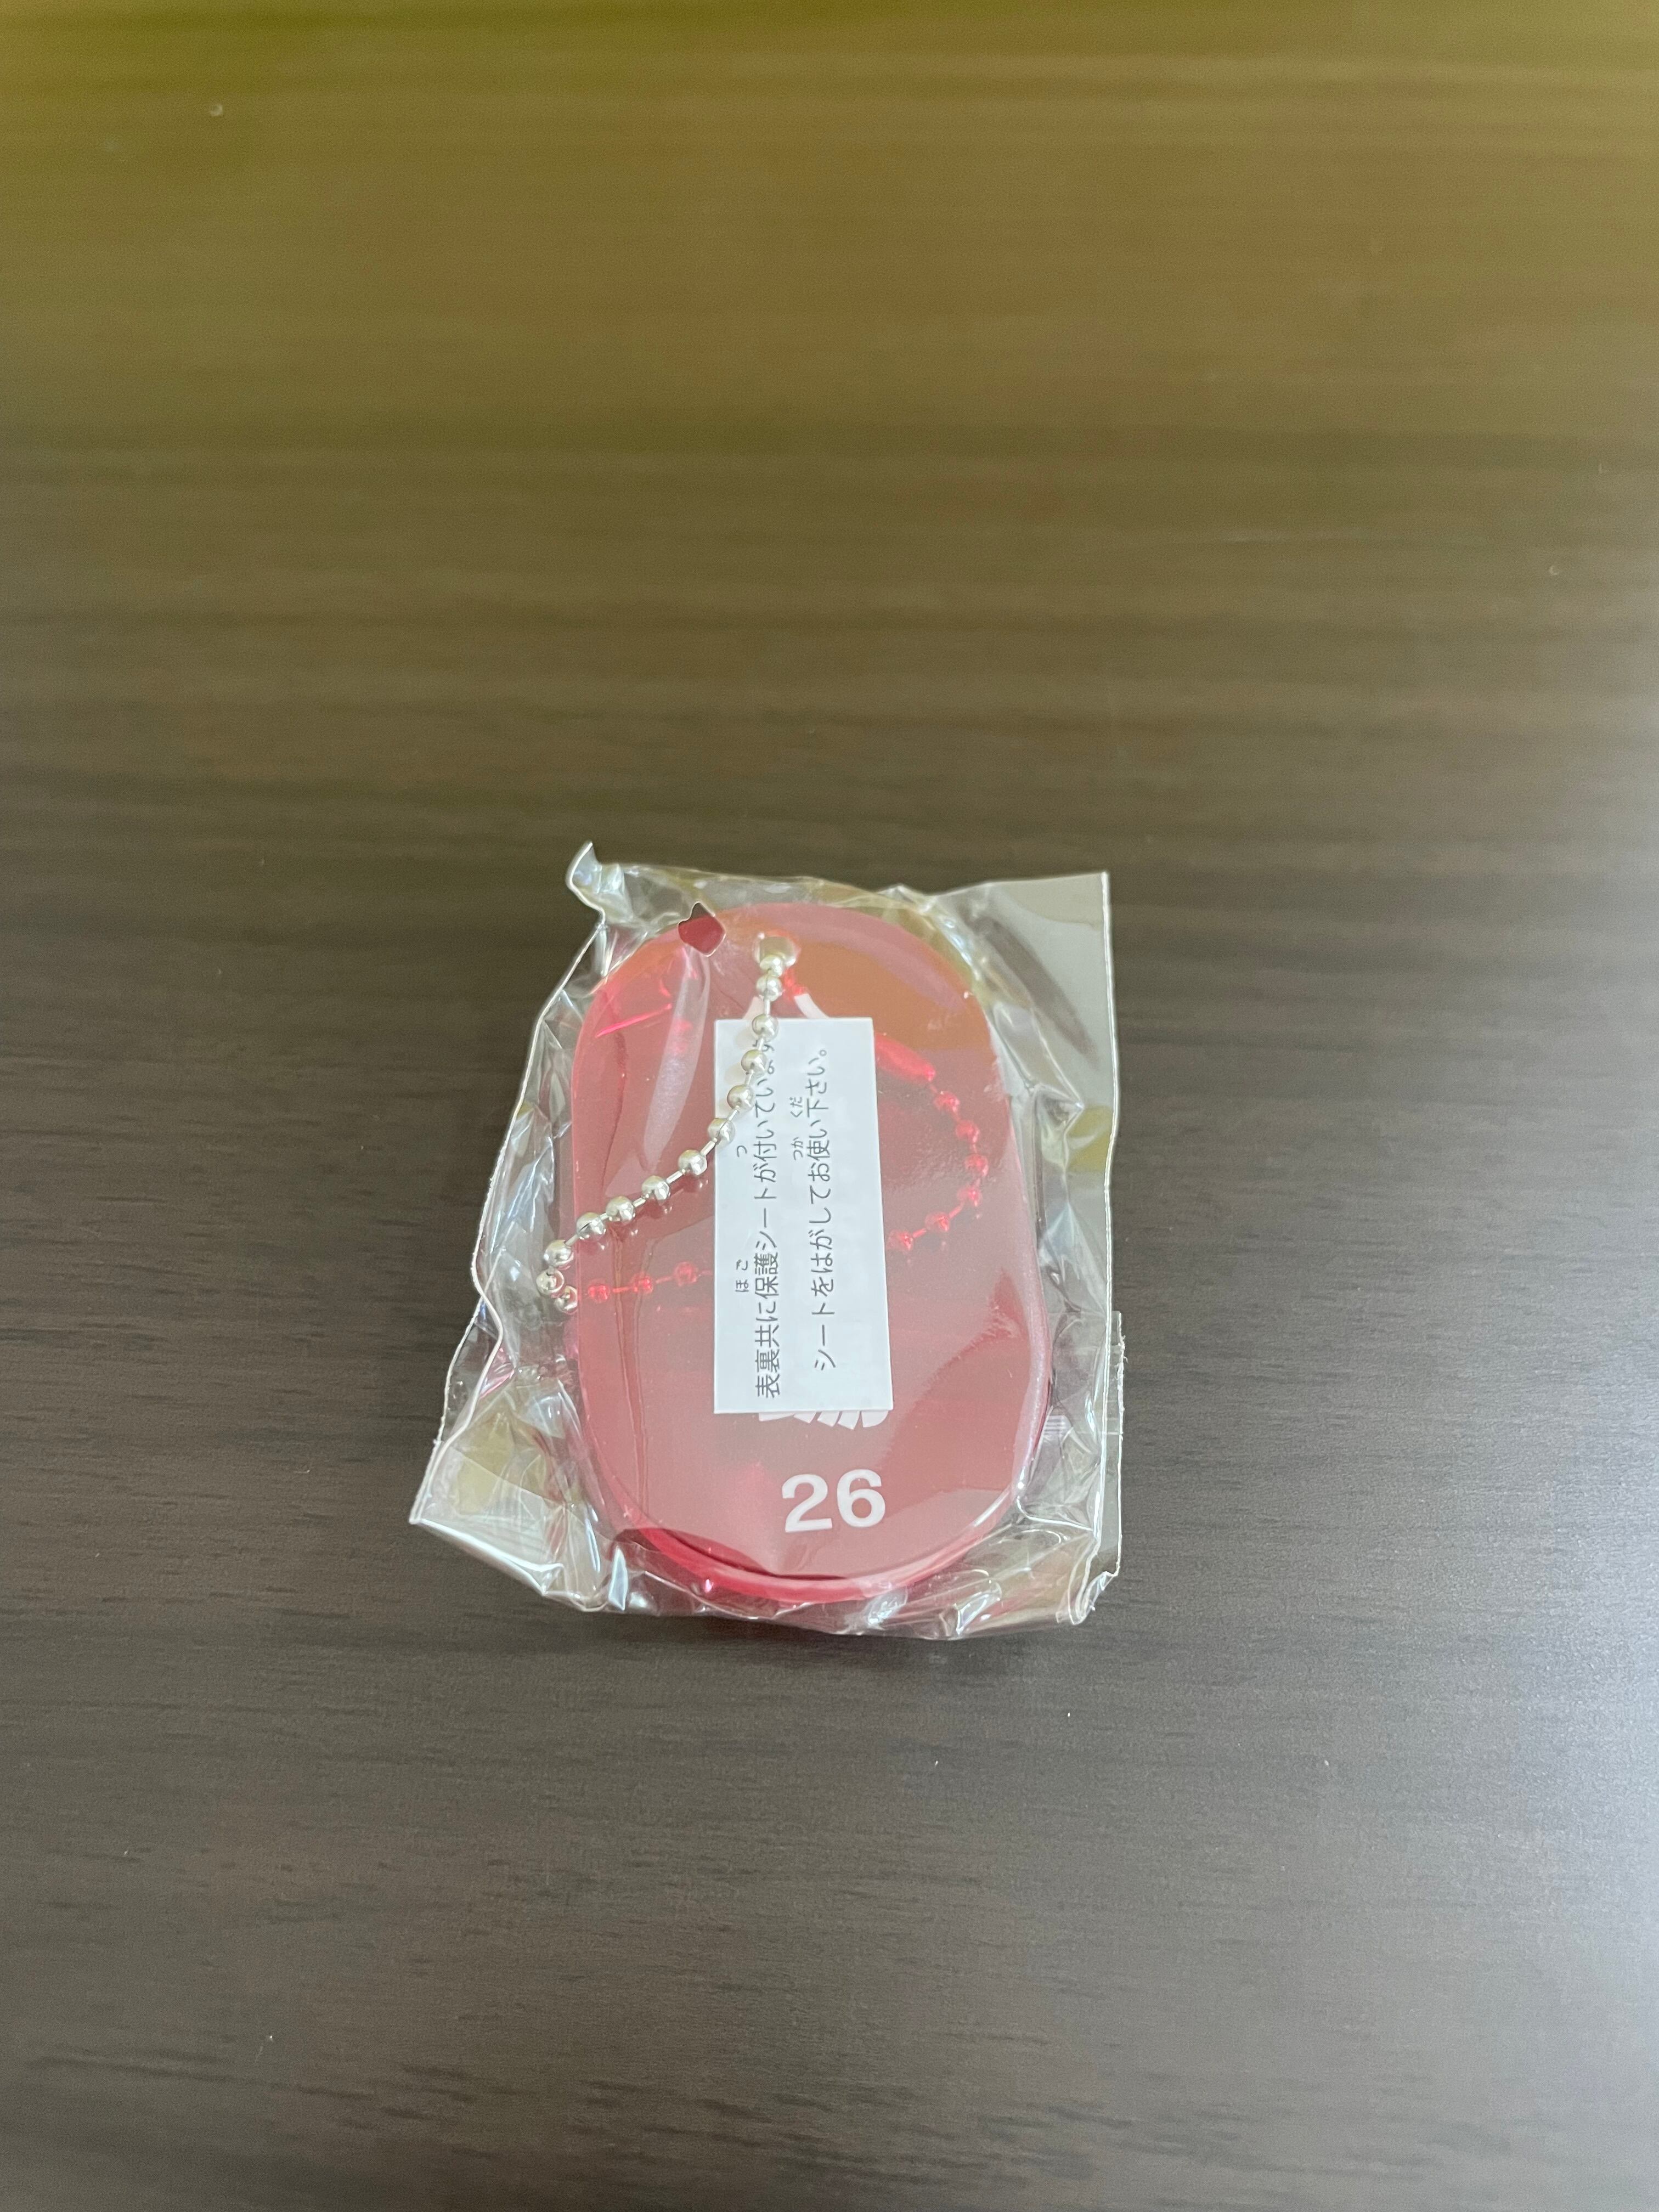 表裏共に保護シートが付いています
シートをはがしてお使い下さい。
26